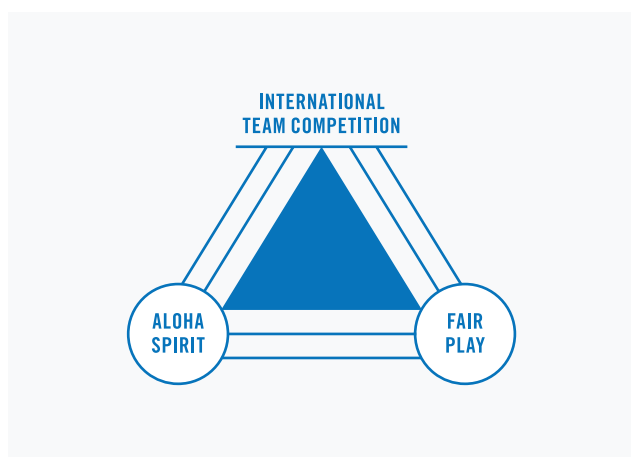 INTERNATIONAL
TEAM COMPETITION
ALOHA
SPIRIT
FAIR
PLAY